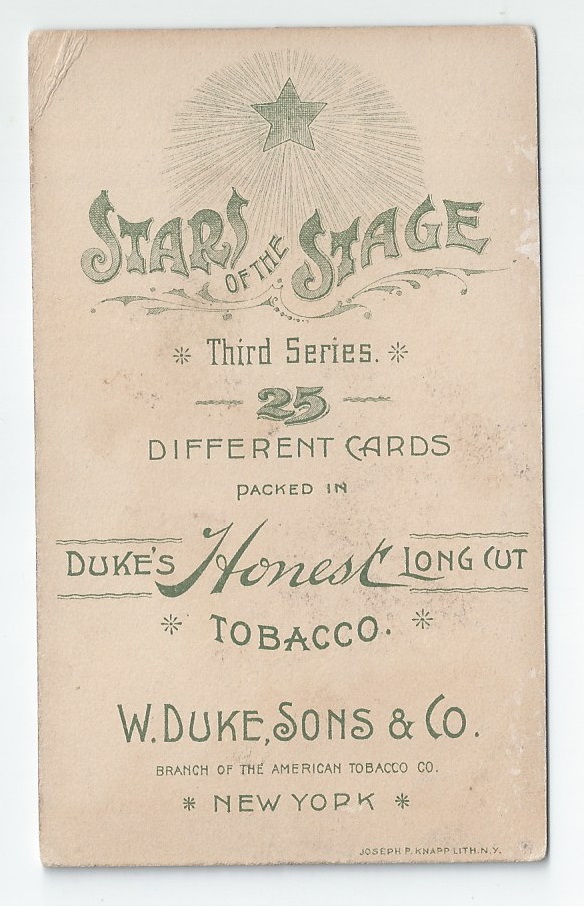 STARS OF THE STAGE
Third Series.
25
DIFFERENT CARDS
PACKED IN
DUKE'S Honest LONG CUT
TOBACCO.
W. DUKE, SONS & CO.
BRANCH OF THE AMERICAN TOBACCO CO.
NEW YORK
JOSEPH P. KNAPP LITH. N.Y.